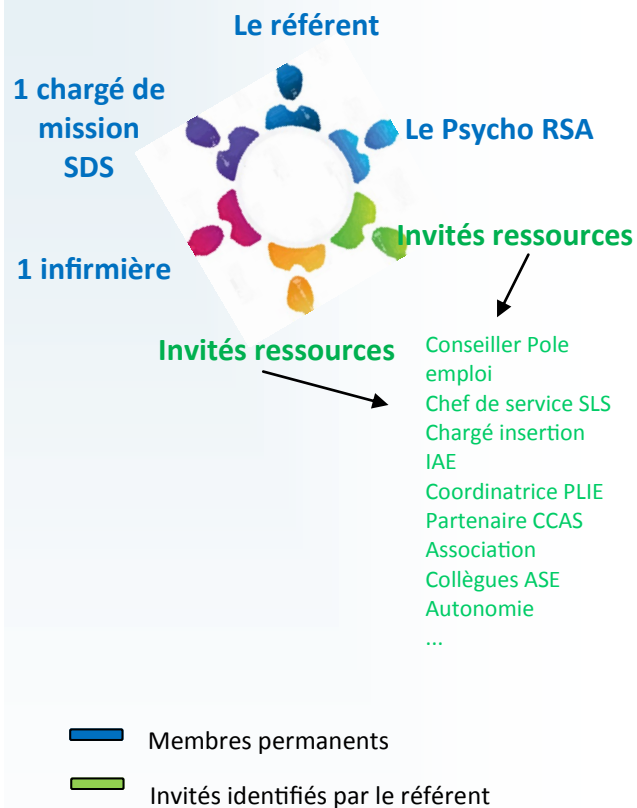 Le référent
1 chargé de
mission
SDS
Le Psycho RSA
Invités ressources
1 infirmière
Invités ressources
Conseiller Pole
emploi
Chef de service SLS
Chargé insertion
IAE
Coordinatrice PLIE
Partenaire CCAS
Association
Collègues ASE
Autonomie
...
Membres permanents
Invités identifiés par le référent